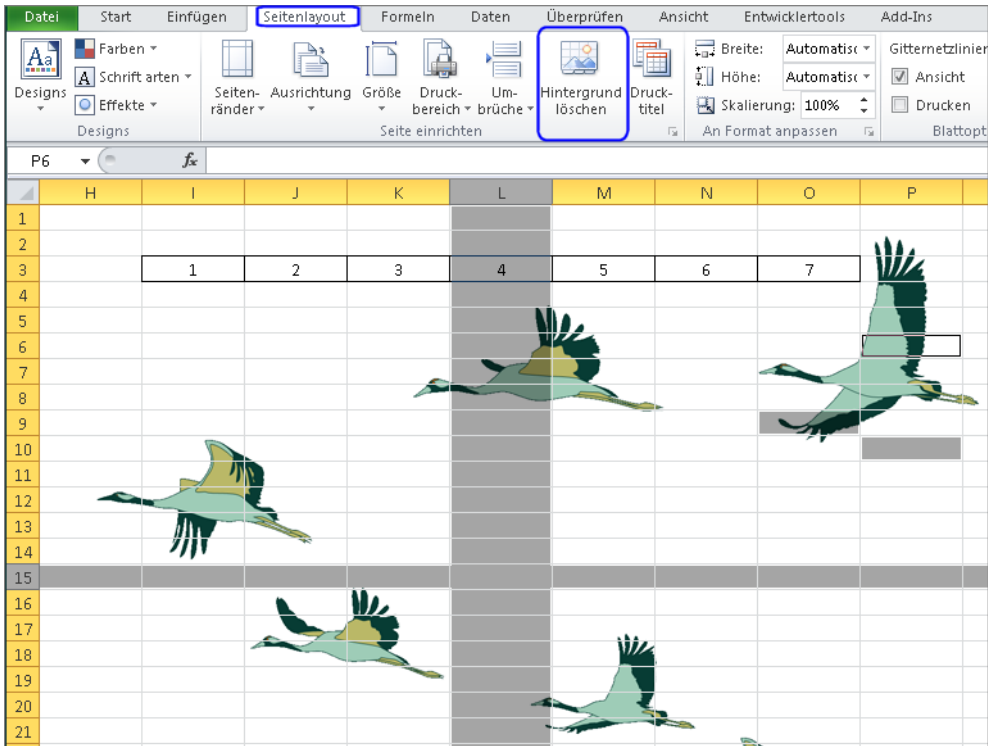 Datei Start Einfügen Seitenlayout Formeln Daten Überprüfen Ansicht Entwicklertools Add-Ins
Designs
Farben
Schriftarten
Effekte
Designs
Seiten-
ränder
Ausrichtung
Größe
Druck-
bereich
Um-
brüche
Hintergrund
löschen
Druck-
titel
Seite einrichten
Breite: Automatisc
Höhe: Automatisc
Skalierung: 100%
An Format anpassen
Gitternetzlinier
Ansicht
Drucken
Blattopt
P6 fx
H I J K L M N O P
1
2
3 1 2 3 4 5 6 7
4
5
6
7
8
9
10
11
12
13
14
15
16
17
18
19
20
21